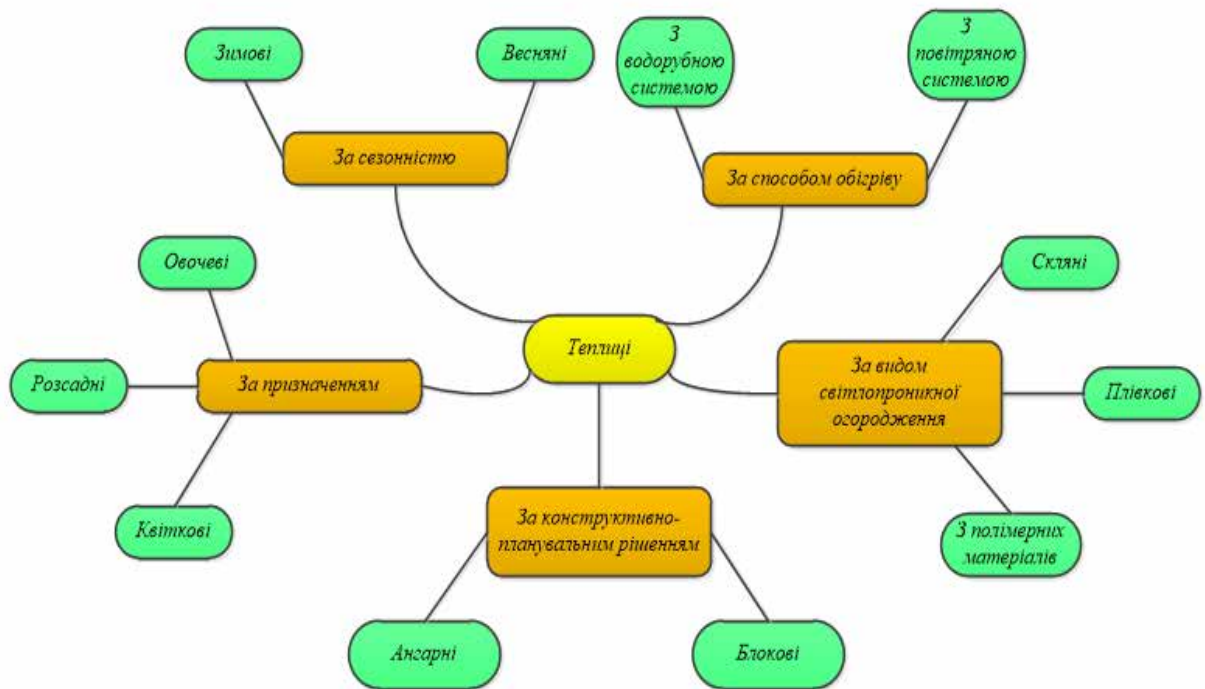 Зимові
Весняні
З
водорубною
системою
З
повітряною
системою
За сезонністю
За способом обігріву
Овочеві
Скляні
Теплиці
Розсадні
За призначенням
За видом
світлопроникної
огородження
Плівкові
Квіткові
За конструктивно-
планувальним рішенням
З полімерних
матеріалів
Ангарні
Блокові